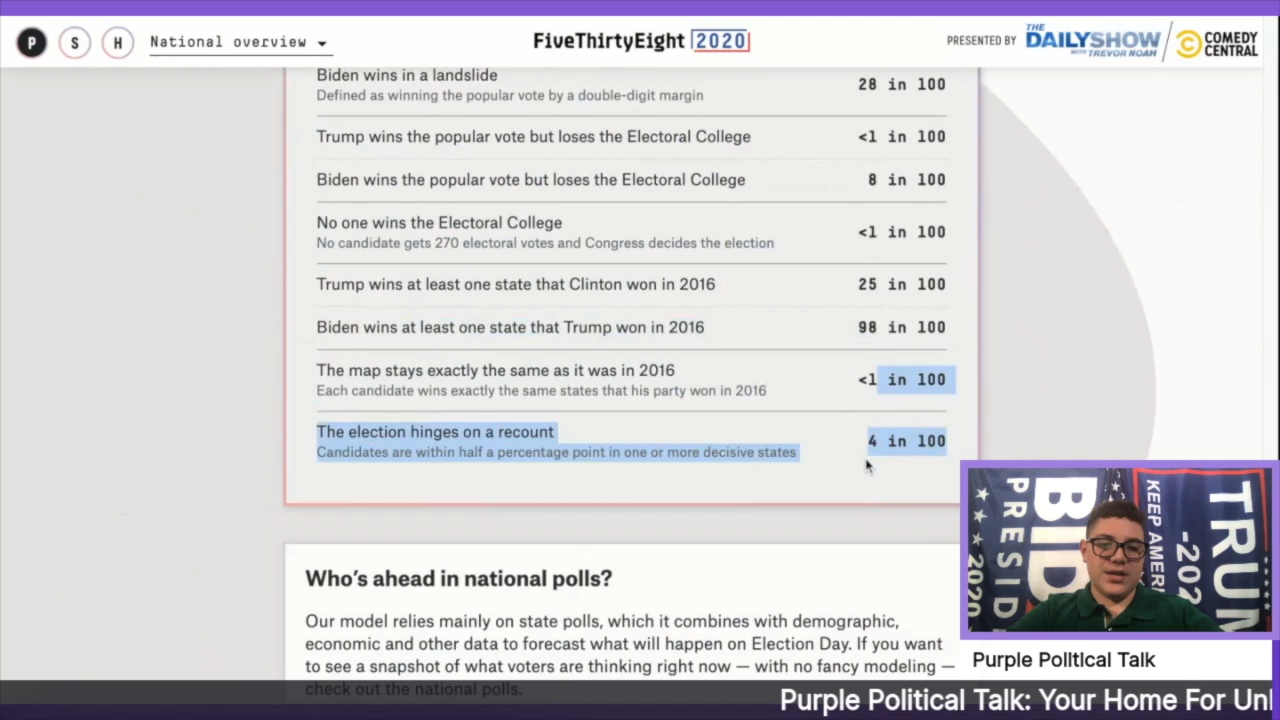 P S H National overview
FiveThirtyEight 2020
PRESENTED BY THE DAILY SHOW WITH TREVOR NOAH COMEDY CENTRAL
Biden wins in a landslide 28 in 100
Defined as winning the popular vote by a double-digit margin
Trump wins the popular vote but loses the Electoral College <1 in 100
Biden wins the popular vote but loses the Electoral College 8 in 100
No one wins the Electoral College <1 in 100
No candidate gets 270 electoral votes and Congress decides the election
Trump wins at least one state that Clinton won in 2016 25 in 100
Biden wins at least one state that Trump won in 2016 98 in 100
The map stays exactly the same as it was in 2016 <1 in 100
Each candidate wins exactly the same states that his party won in 2016
The election hinges on a recount 4 in 100
Candidates are within half a percentage point in one or more decisive states
Who's ahead in national polls?
Our model relies mainly on state polls, which it combines with demographic,
economic and other data to forecast what will happen on Election Day. If you want
to see a snapshot of what voters are thinking right now — with no fancy modeling —
check out the national polls.
BID
PRESID
2020
TRUM
KEEP AMERI
-202
Purple Political Talk
Purple Political Talk: Your Home For Un